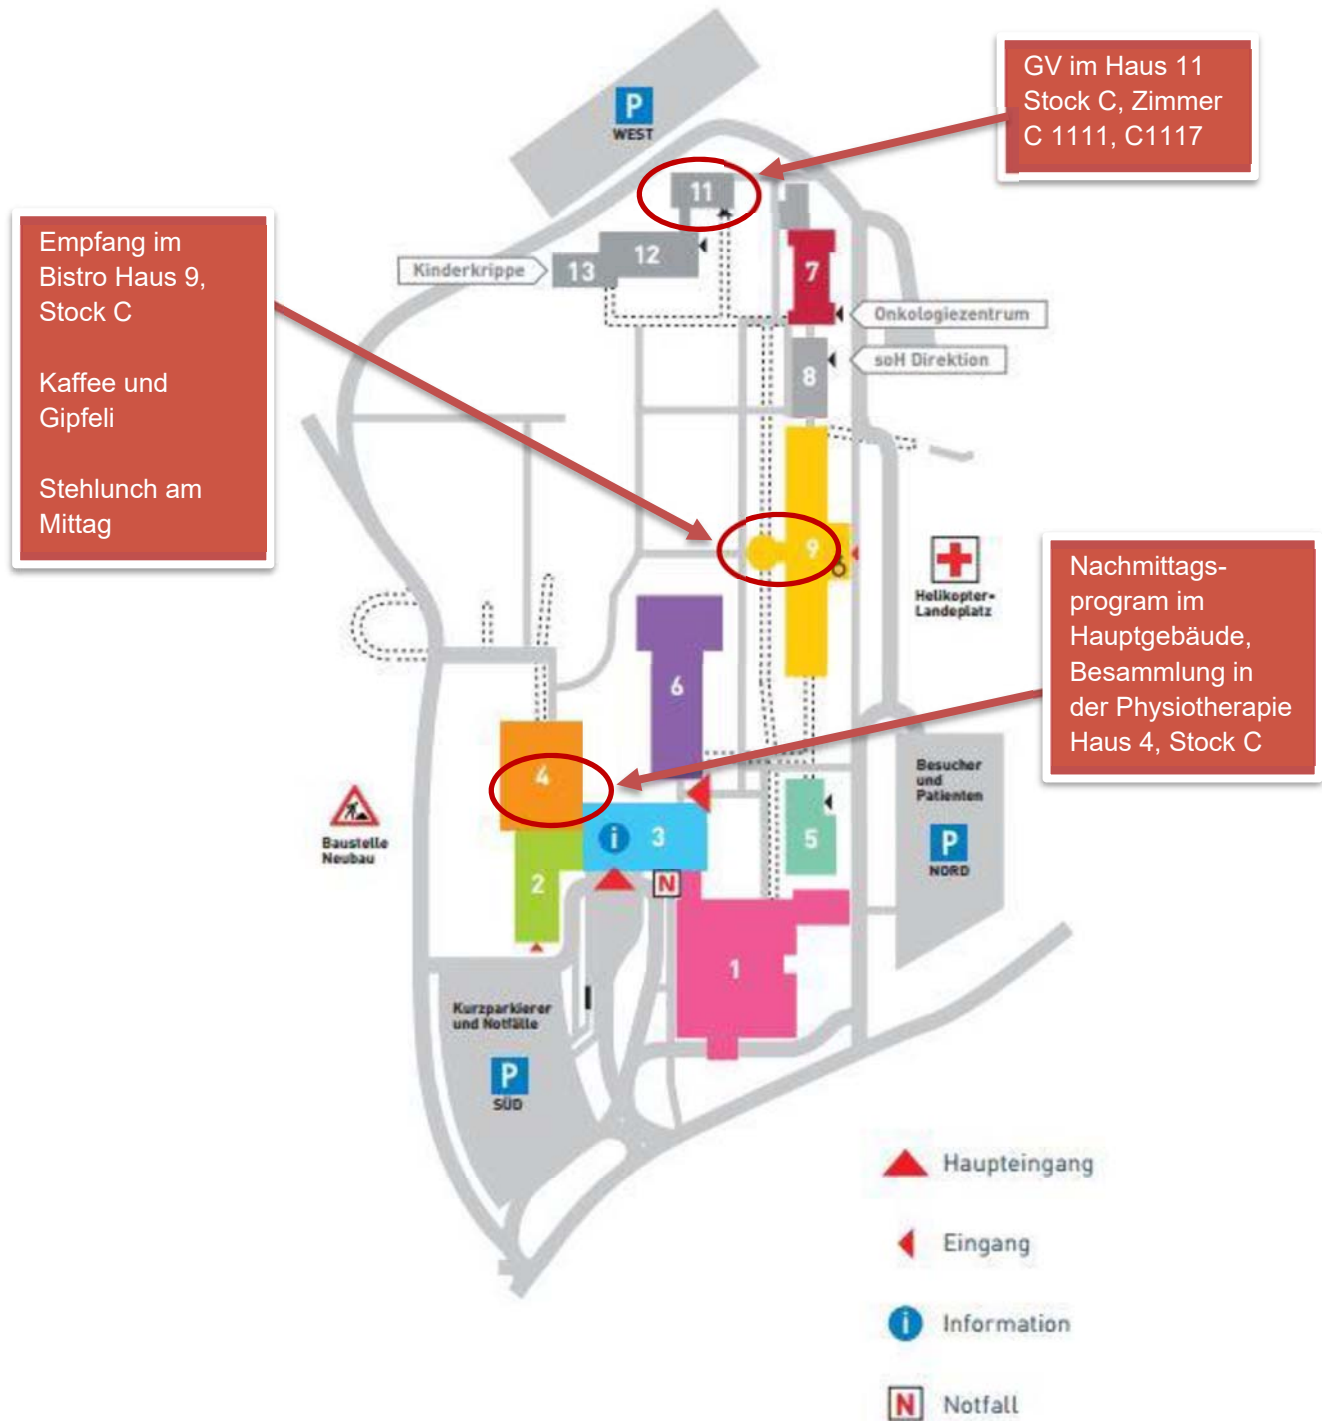 P
WEST
GV im Haus 11
Stock C, Zimmer
C 1111, C1117
11
Empfang im
Bistro Haus 9,
Stock C
Kaffee und
Gipfeli
Stehlunch am
Mittag
12
13
Kinderkrippe
7
Onkologiezentrum
8
soH Direktion
9
Helikopter-
Landeplatz
Nachmittags-
program im
Hauptgebäude,
Besammlung in
der Physiotherapie
Haus 4, Stock C
6
4
Besucher
und
Patienten
P
NORD
Baustelle
Neubau
i
3
5
2
N
1
Kurzparkierer
und Notfälle
P
SÜD
Haupteingang
Eingang
i
Information
N
Notfall